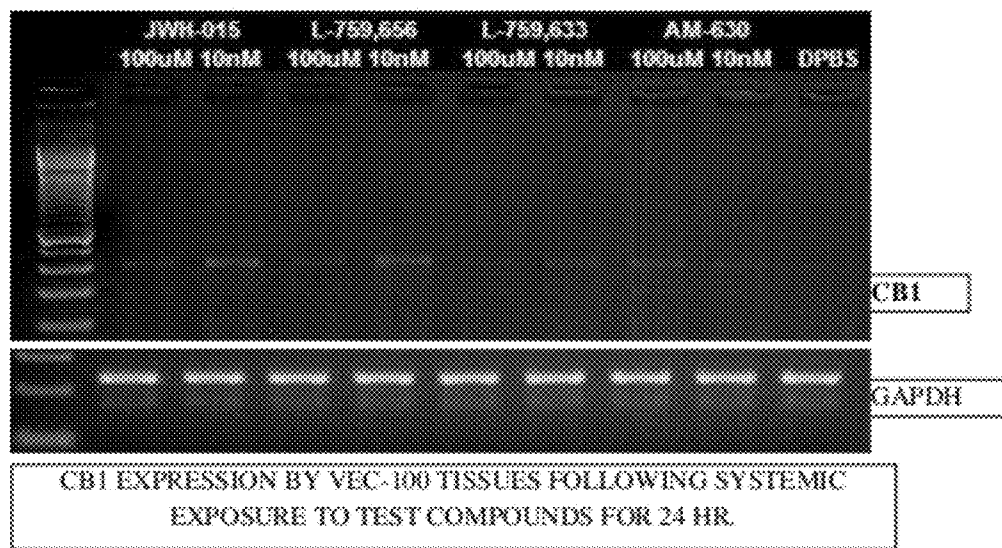 JWH-015 L-759,656 L-759,633 AM-630
100uM 10nM 100uM 10nM 100uM 10nM 100uM 10nM DPBS
CB1
GAPDH
CB1 EXPRESSION BY VEC-100 TISSUES FOLLOWING SYSTEMIC
EXPOSURE TO TEST COMPOUNDS FOR 24 HR.